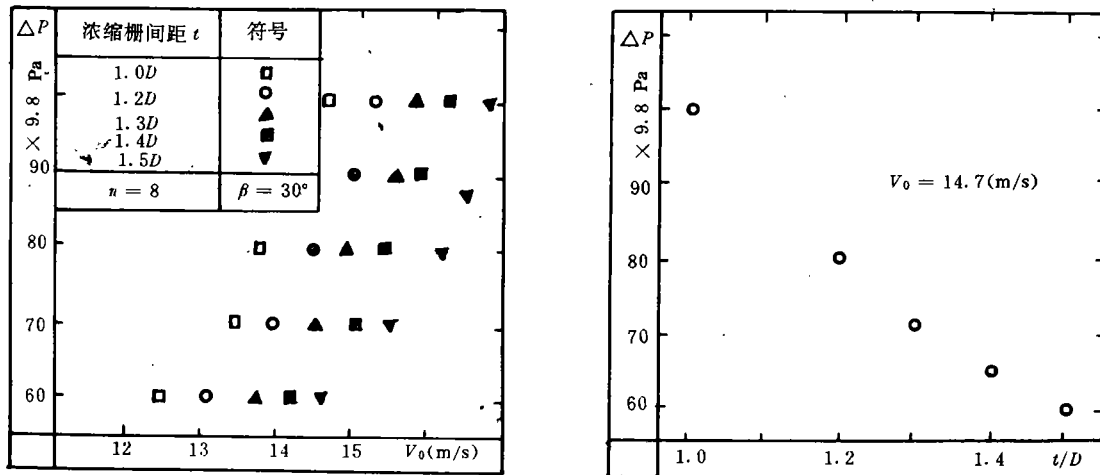 △P
× 9.8 Pa
90
80
70
60
浓缩栅间距 t 符号
1.0D
1.2D
1.3D
1.4D
1.5D
n = 8 β = 30°
12 13 14 15 V₀(m/s)
△P
× 9.8 Pa
90
80
70
60
V₀ = 14.7(m/s)
1.0 1.2 1.4 t/D